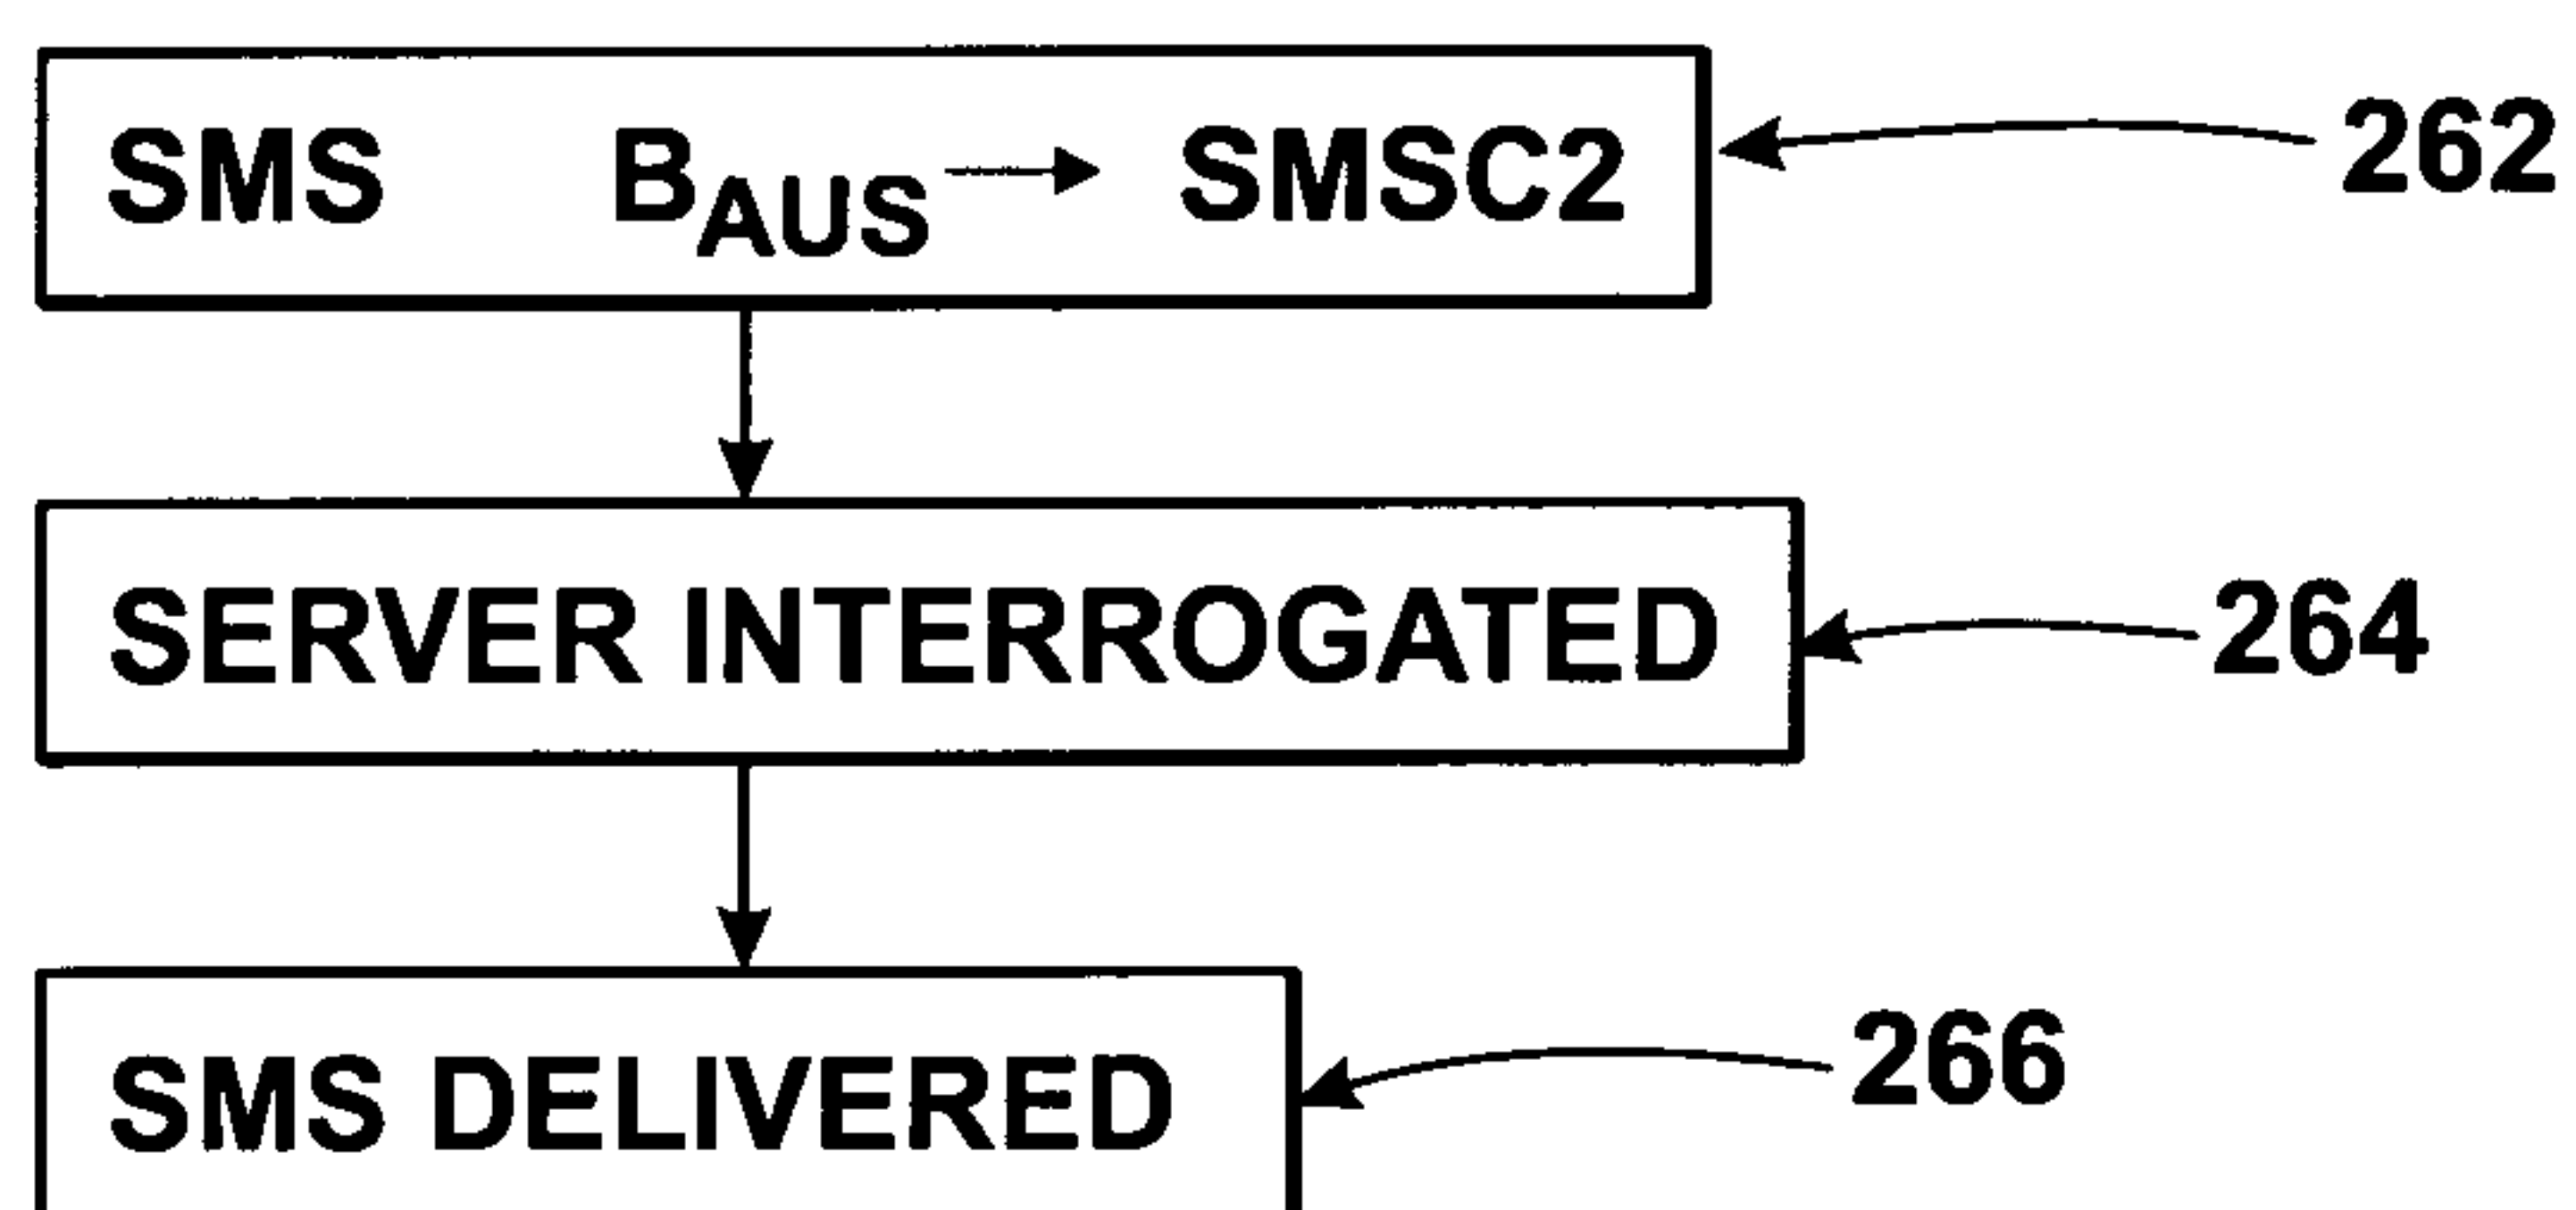 SMS B_AUS → SMSC2 262
SERVER INTERROGATED 264
SMS DELIVERED 266